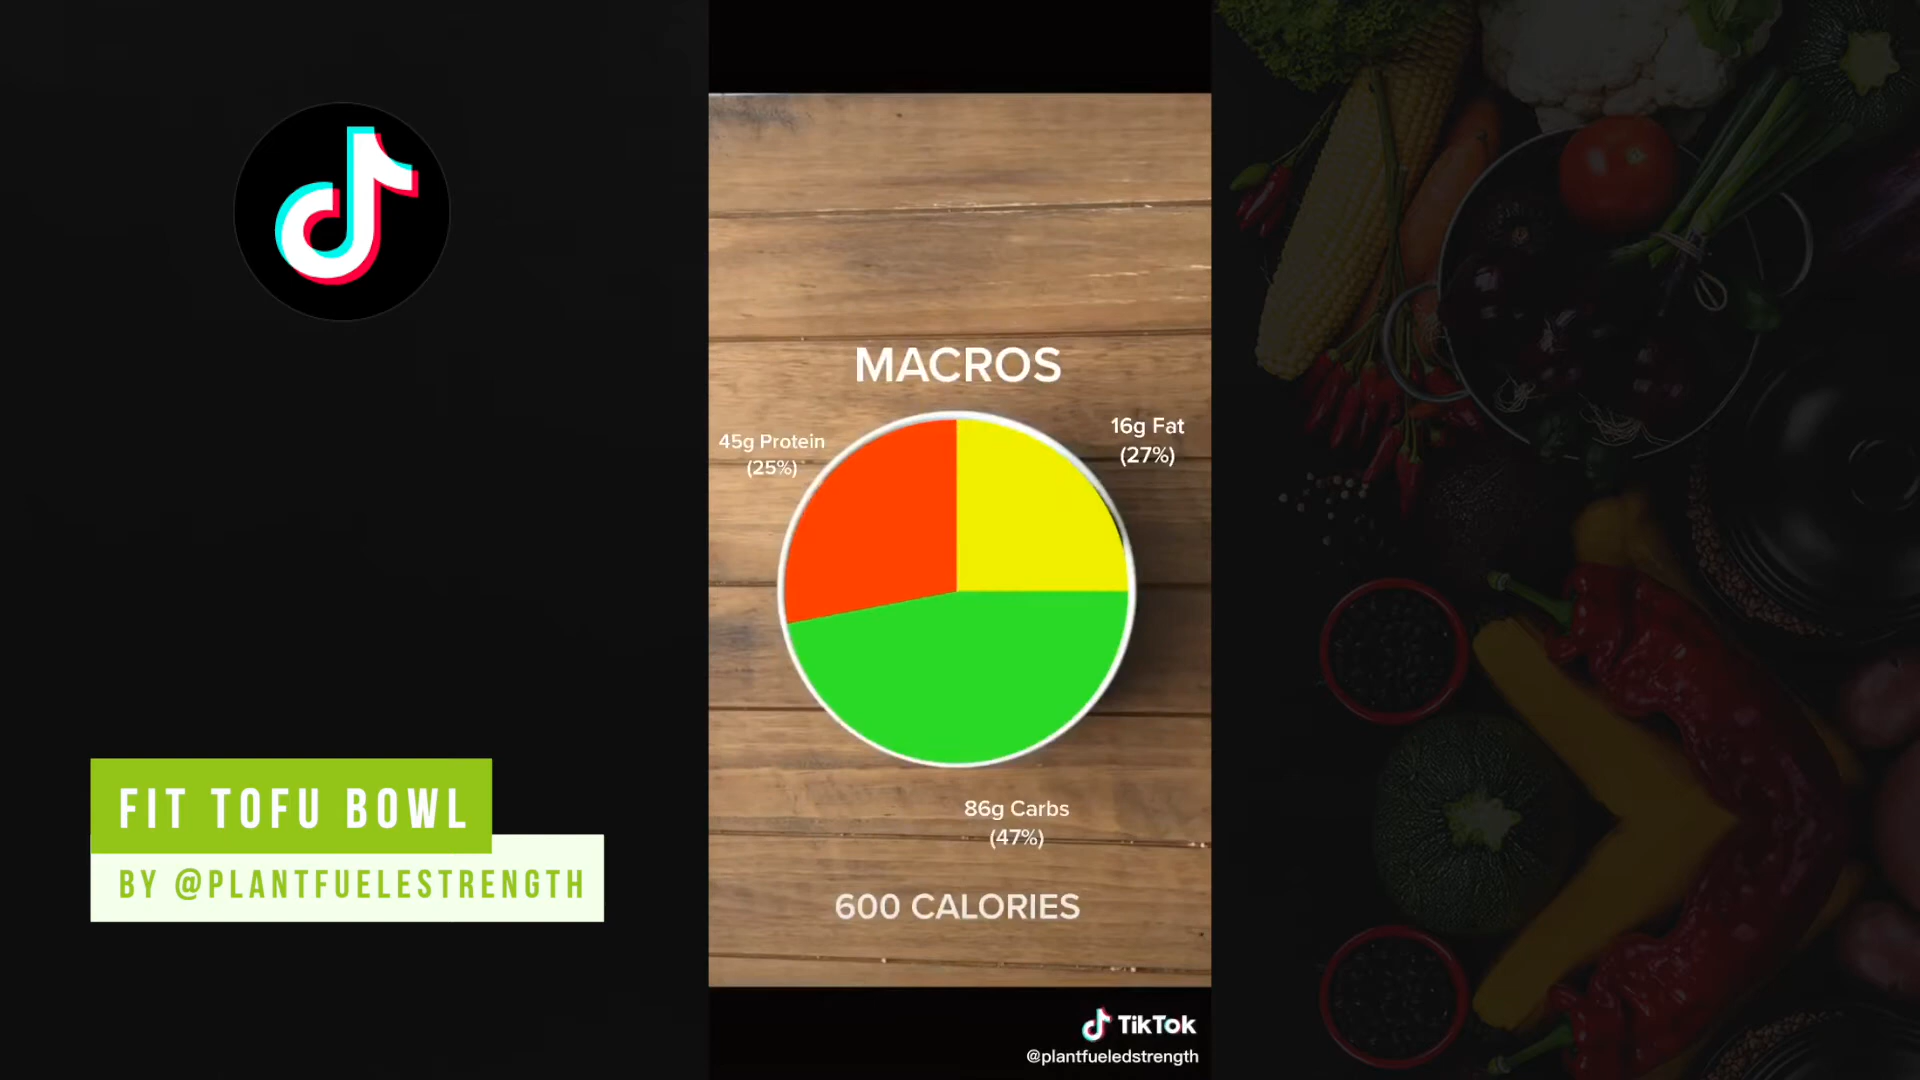 MACROS
45g Protein
(25%)
16g Fat
(27%)
86g Carbs
(47%)
600 CALORIES
FIT TOFU BOWL
BY @PLANTFUELESTRENGTH
TikTok
@plantfueledstrength